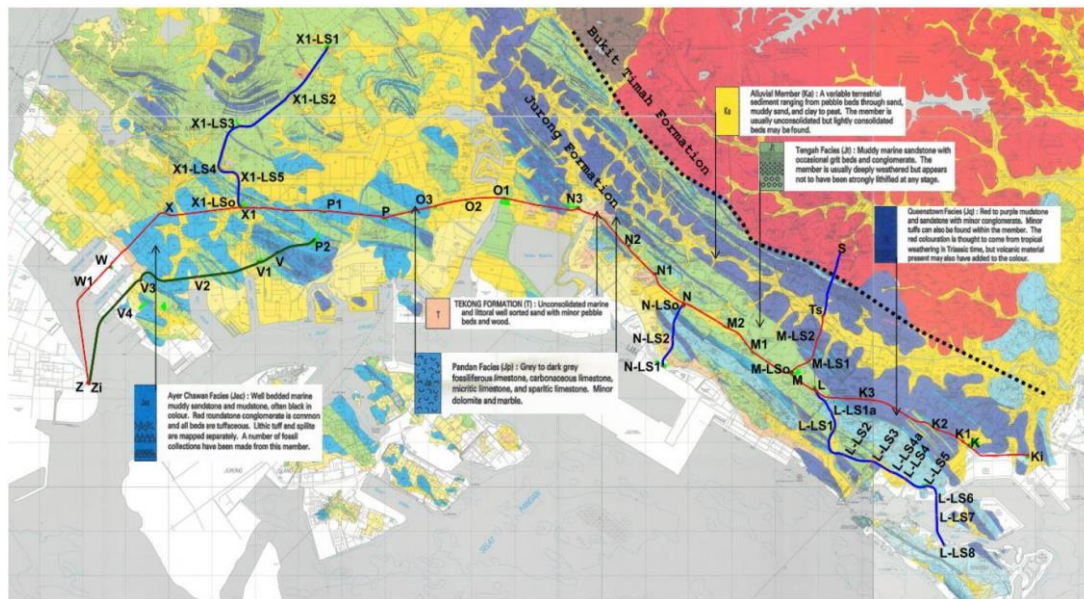 X1-LS1
X1-LS2
X1-LS3
X1-LS4
X1-LS5
X1-LSo
X
X1
P1
P
O3
O2
O1
N3
P2
V
V1
V2
V3
V4
W
W1
Z
Zi
N2
N1
N
N-LSo
N-LS2
N-LS1
M2
M1
M-LS2
M-LS1
M-LSo
M
L
S
Ts
K3
K2
K1
K
Ki
L-LS1a
L-LS1
L-LS2
L-LS3
L-LS4a
L-LS4
L-LS5
L-LS6
L-LS7
L-LS8
Bukit Timah Formation
Jurong Formation
Ka
Alluvial Member (Ka) : A variable terrestrial
sediment ranging from pebble beds through sand,
muddy sand, and clay to peat. The member is
usually unconsolidated but lightly consolidated
beds may be found.
Tengah Facies (Jt) : Muddy marine sandstone with
occasional grit beds and conglomerate. The
member is usually deeply weathered but appears
not to have been strongly lithified at any stage.
Queenstown Facies (Jq) : Red to purple mudstone
and sandstone with minor conglomerate. Minor
tuffs can also be found within the member. The
red colouration is thought to come from tropical
weathering is Triassic time, but volcanic material
present may also have added to the colour.
T
TEKONG FORMATION (T) : Unconsolidated marine
and littoral well sorted sand with minor pebble
beds and wood.
Pandan Facies (Jp) : Grey to dark grey
fossiliferous limestone, carbonaceous limestone,
micritic limestone, and sparitic limestone. Minor
dolomite and marble.
Jac
Ayer Chawan Facies (Jac) : Well bedded marine
muddy sandstone and mudstone, often black in
colour. Red roundstone conglomerate is common
and all beds are tuffaceous. Lithic tuff and spilite
are mapped separately. A number of fossil
collections have been made from this member.
JURONG
SELAT